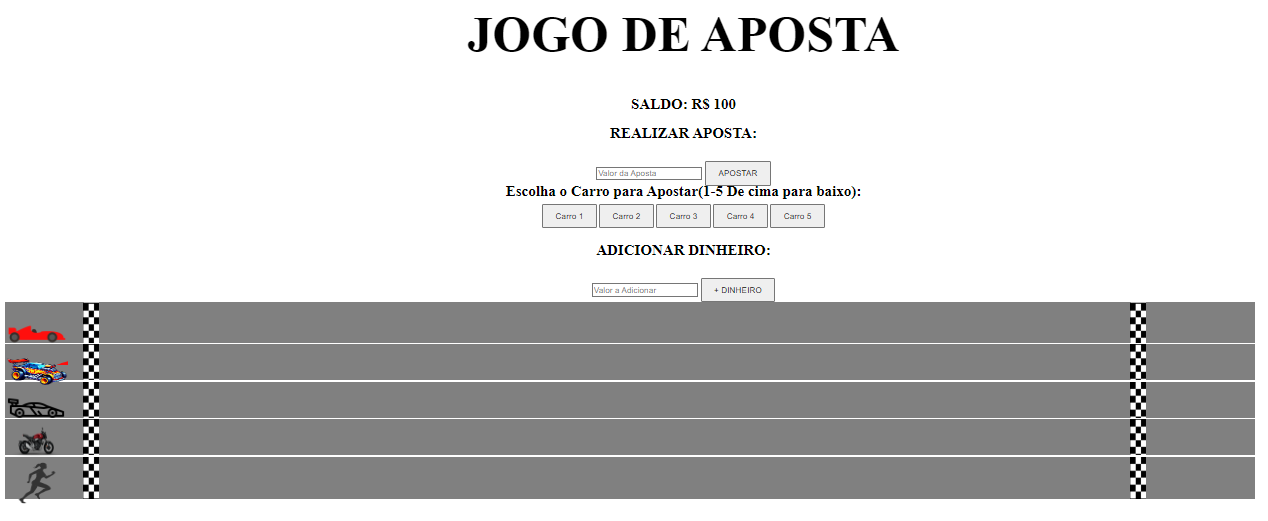 JOGO DE APOSTA
SALDO: R$ 100
REALIZAR APOSTA:
Valor da Aposta APOSTAR
Escolha o Carro para Apostar(1-5 De cima para baixo):
Carro 1 Carro 2 Carro 3 Carro 4 Carro 5
ADICIONAR DINHEIRO:
Valor a Adicionar + DINHEIRO